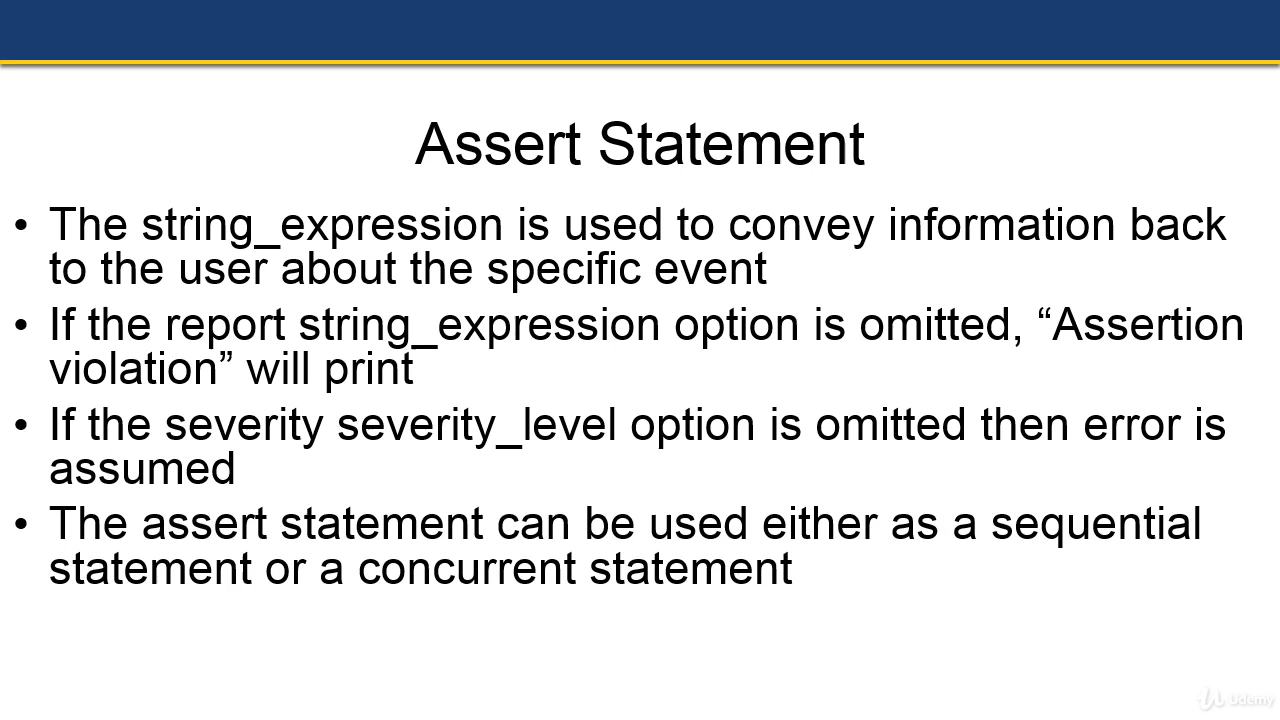 Assert Statement
• The string_expression is used to convey information back
to the user about the specific event
• If the report string_expression option is omitted, “Assertion
violation” will print
• If the severity severity_level option is omitted then error is
assumed
• The assert statement can be used either as a sequential
statement or a concurrent statement
Udemy